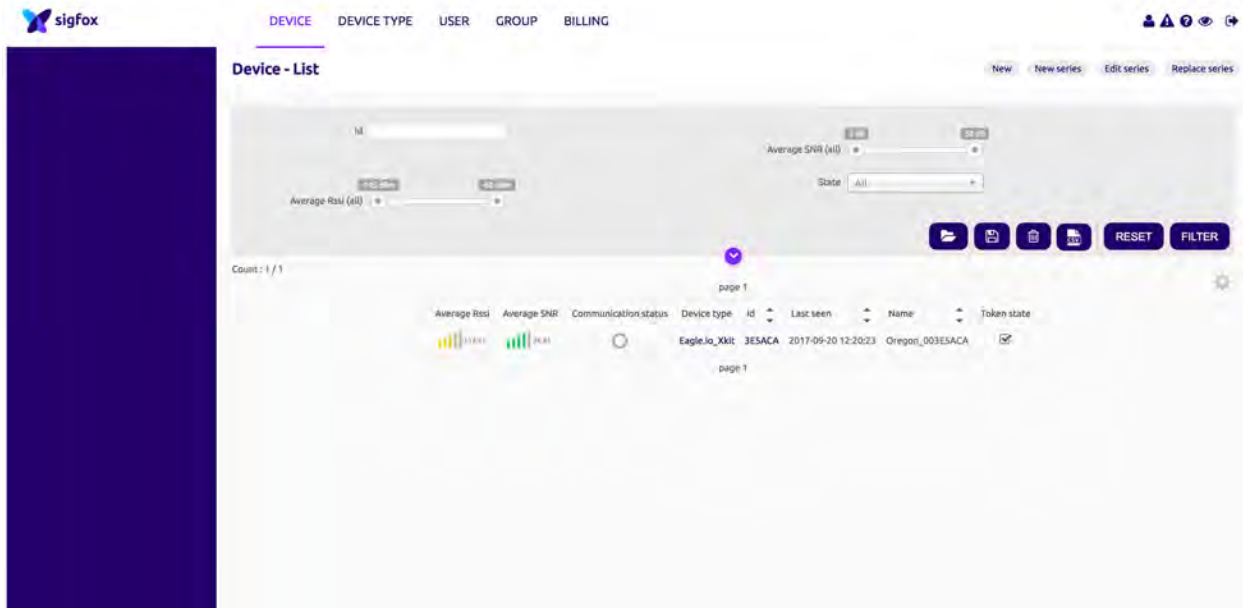 sigfox
DEVICE DEVICE TYPE USER GROUP BILLING
Device - List
New New series Edit series Replace series
Id
Average SNR (all)
State All
Average Rssi (all)
CSV RESET FILTER
Count : 1 / 1
page 1
Average Rssi Average SNR Communication status Device type Id Last seen Name Token state
Eagle.io_Xkit 3E5ACA 2017-09-20 12:20:23 Oregon_003E5ACA
page 1